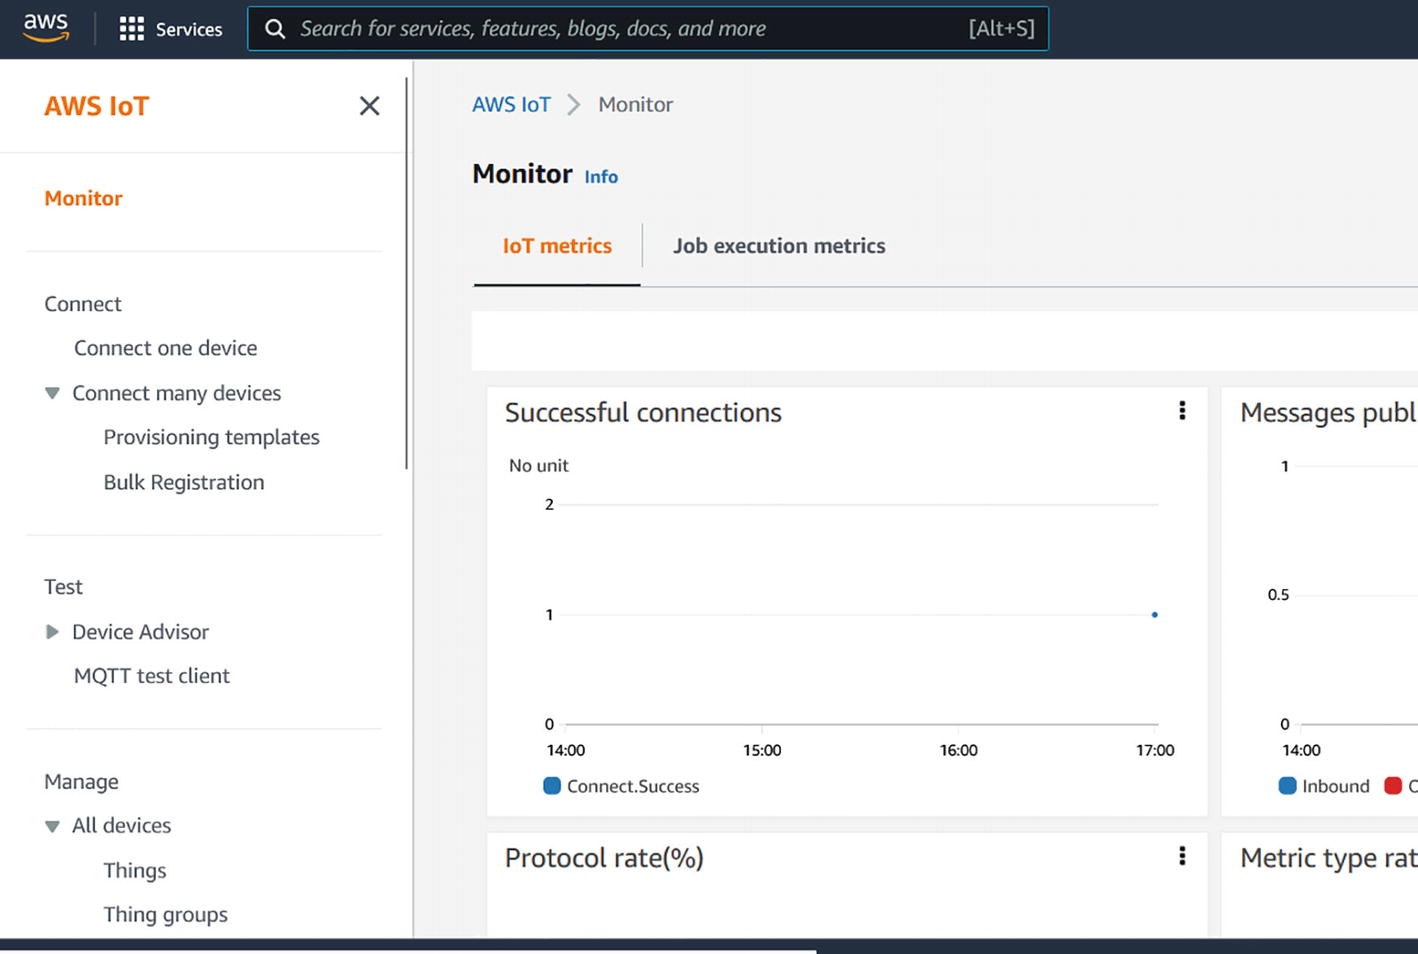 aws
Services
Search for services, features, blogs, docs, and more
[Alt+S]
AWS IoT
Monitor
Connect
Connect one device
Connect many devices
Provisioning templates
Bulk Registration
Test
Device Advisor
MQTT test client
Manage
All devices
Things
Thing groups
AWS IoT
Monitor
Monitor Info
IoT metrics
Job execution metrics
Successful connections
No unit
2
1
0
14:00 15:00 16:00 17:00
Connect.Success
Messages publ
1
0.5
0
14:00
Inbound
Protocol rate(%)
Metric type rat